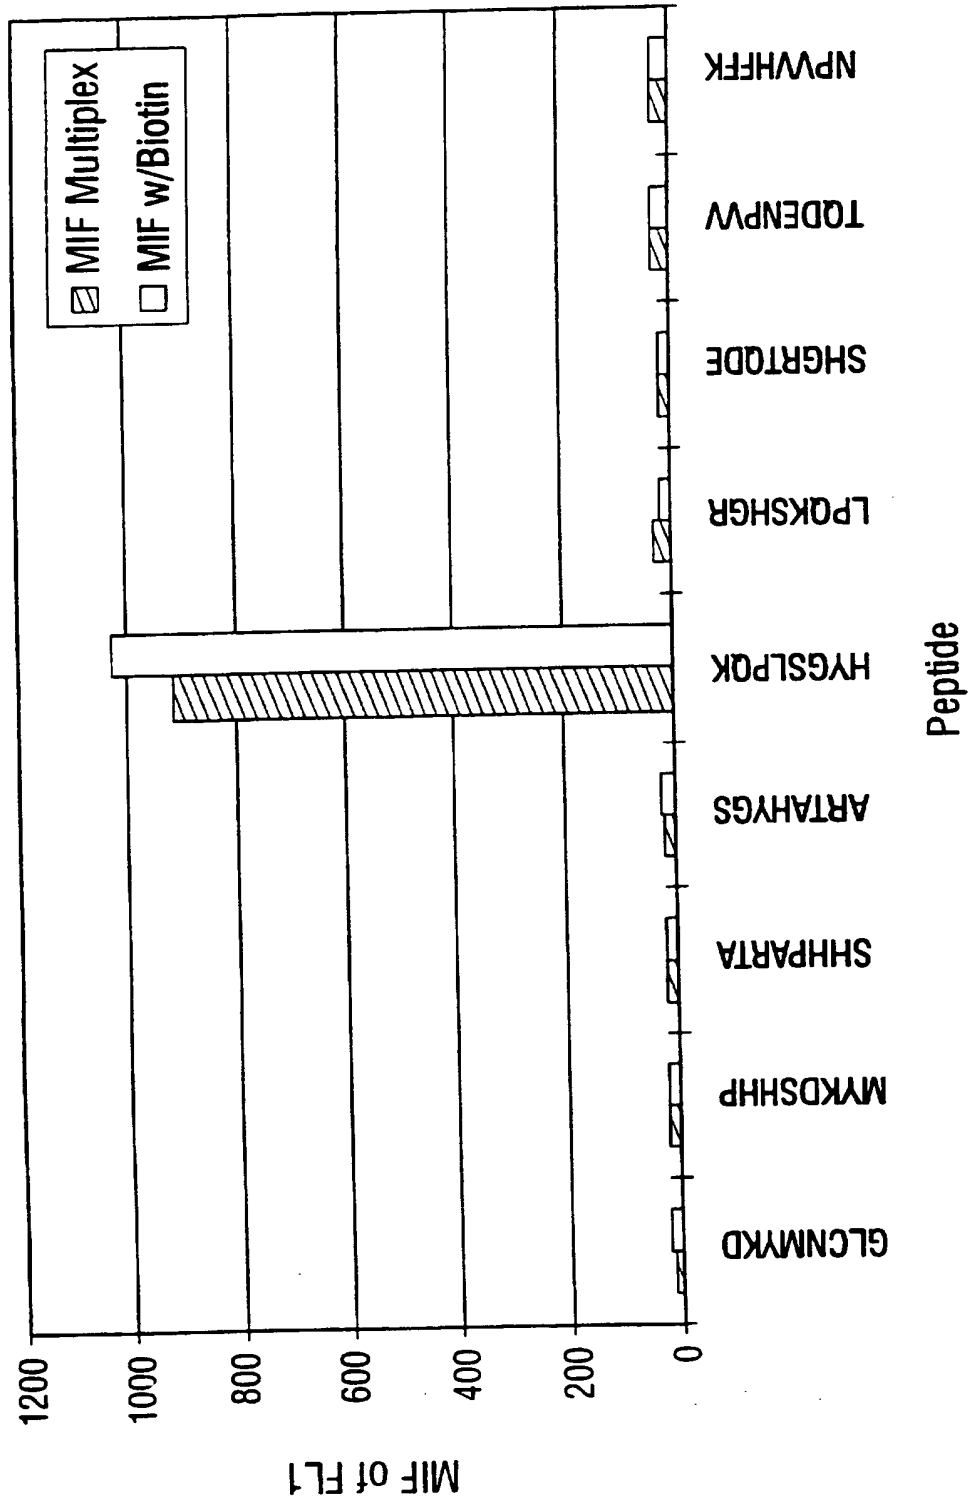 MIF of FL1
1200
1000
800
600
400
200
0
MIF Multiplex
MIF w/Biotin
GLCNMYKD
MYKDSHHP
SHHPARTA
ARTAHYGS
HYGSLPQK
LPQKSHGR
SHGRTQDE
TQDENPVV
NPVVHFFK
Peptide